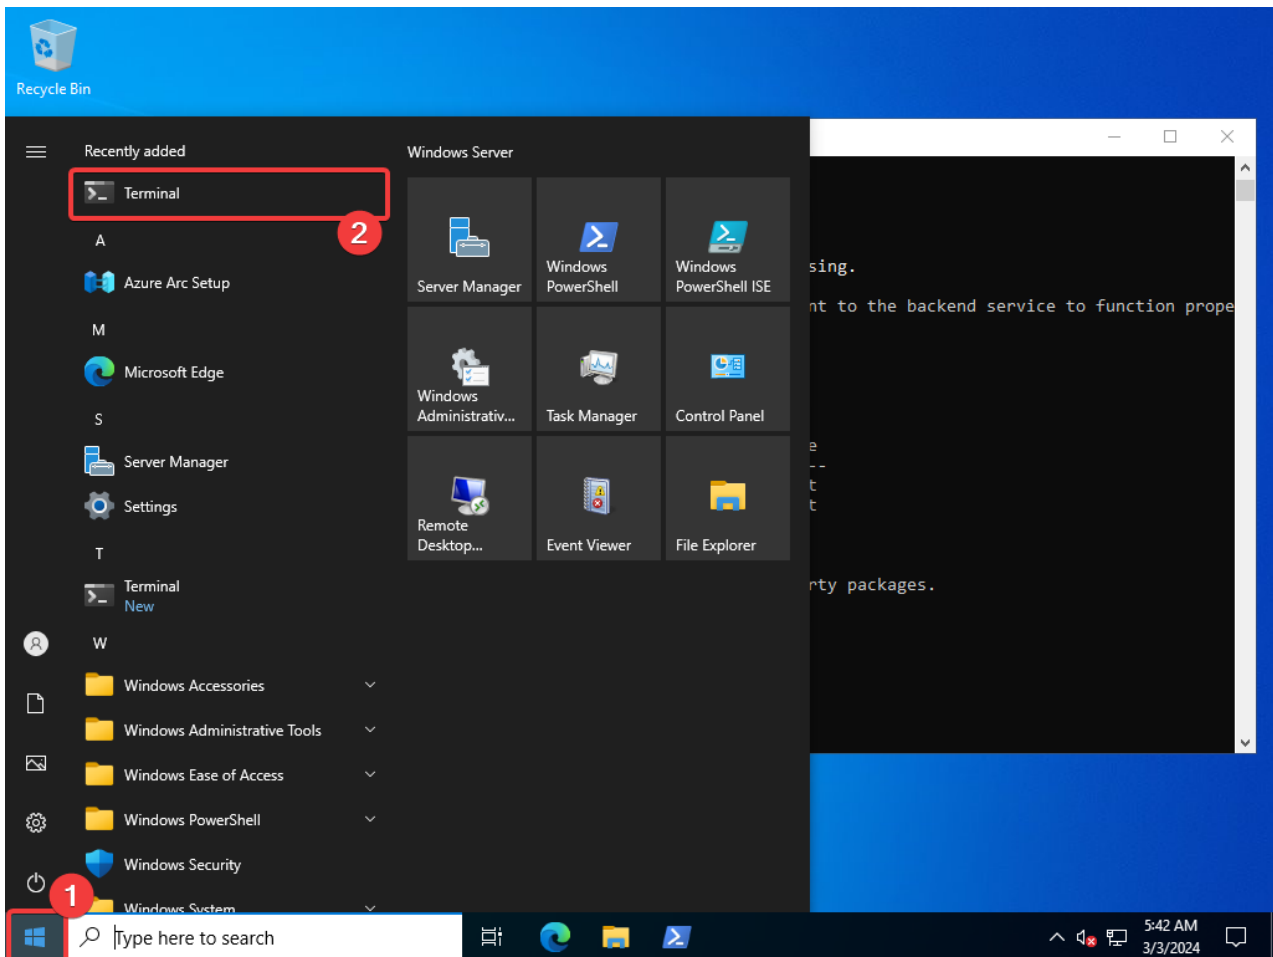 Recycle Bin
Recently added
Terminal
2
A
Azure Arc Setup
M
Microsoft Edge
S
Server Manager
Settings
T
Terminal
New
W
Windows Accessories
Windows Administrative Tools
Windows Ease of Access
Windows PowerShell
Windows Security
Windows System
1
Windows Server
Server Manager
Windows
PowerShell
Windows
PowerShell ISE
Windows
Administrativ...
Task Manager
Control Panel
Remote
Desktop...
Event Viewer
File Explorer
sing.
nt to the backend service to function prope
e
--
t
t
rty packages.
Type here to search
5:42 AM
3/3/2024